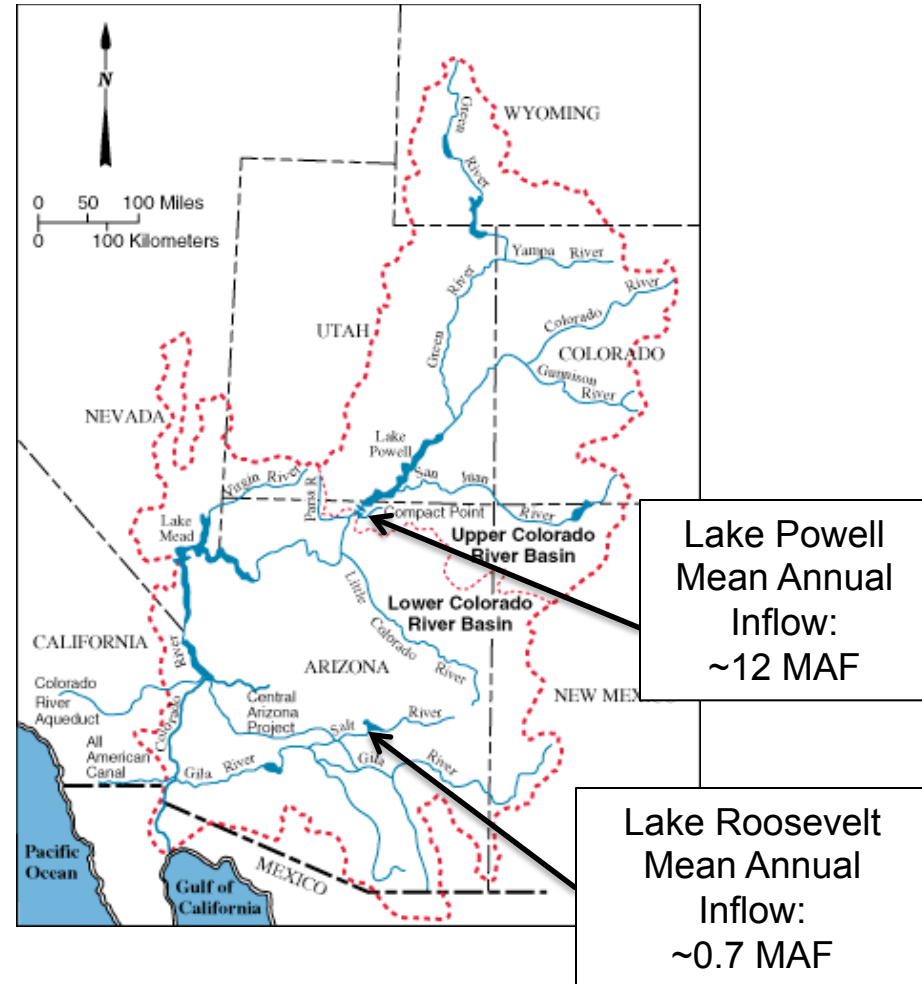 N
0 50 100 Miles
0 100 Kilometers
WYOMING
Green
River
Yampa River
Green River
Colorado River
COLORADO
Gunnison
River
UTAH
NEVADA
Lake
Powell
San Juan
River
Virgin River
Paria R
Compact Point
Upper Colorado
River Basin
Lake
Mead
Little
Colorado
River
Lower Colorado
River Basin
CALIFORNIA
ARIZONA
NEW MEXIC
Colorado
River
Aqueduct
Colorado
River
Central
Arizona
Project
Salt
River
All
American
Canal
Gila River
Gila
River
MEXICO
Pacific
Ocean
Gulf of
California
Lake Powell
Mean Annual
Inflow:
~12 MAF
Lake Roosevelt
Mean Annual
Inflow:
~0.7 MAF